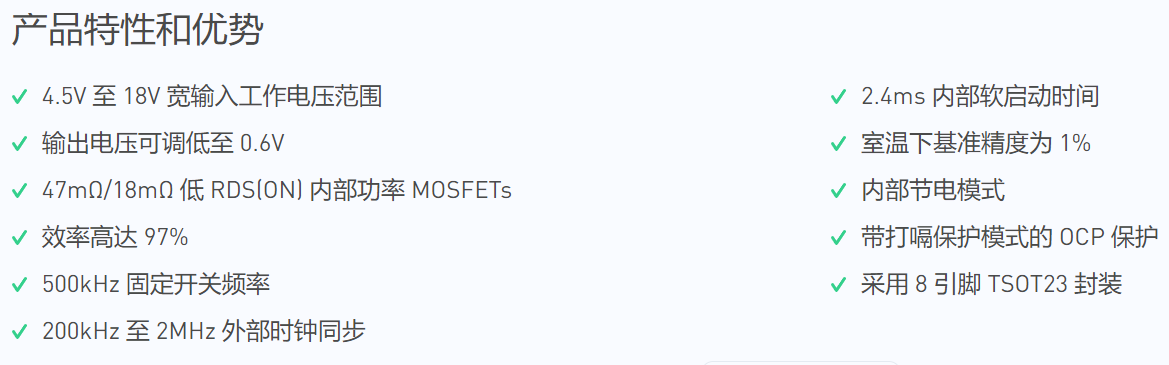 产品特性和优势
4.5V 至 18V 宽输入工作电压范围
输出电压可调低至 0.6V
47mΩ/18mΩ 低 RDS(ON) 内部功率 MOSFETs
效率高达 97%
500kHz 固定开关频率
200kHz 至 2MHz 外部时钟同步
2.4ms 内部软启动时间
室温下基准精度为 1%
内部节电模式
带打嗝保护模式的 OCP 保护
采用 8 引脚 TSOT23 封装